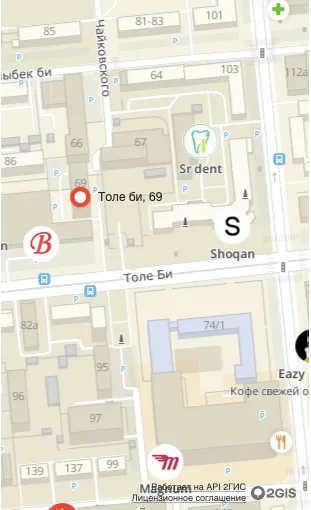 101
81-83
85
Чайковского
ыбек би
64
103
112а
66
67
86
Sr dent
69
Толе би, 69
B
S
n
Shoqan
1
Толе Би
82а
74/1
95
Eazy
Кофе свежей о
96
97
139
137
99
m
Magnum
Работает на API 2ГИС
Лицензионное соглашение
2GIS